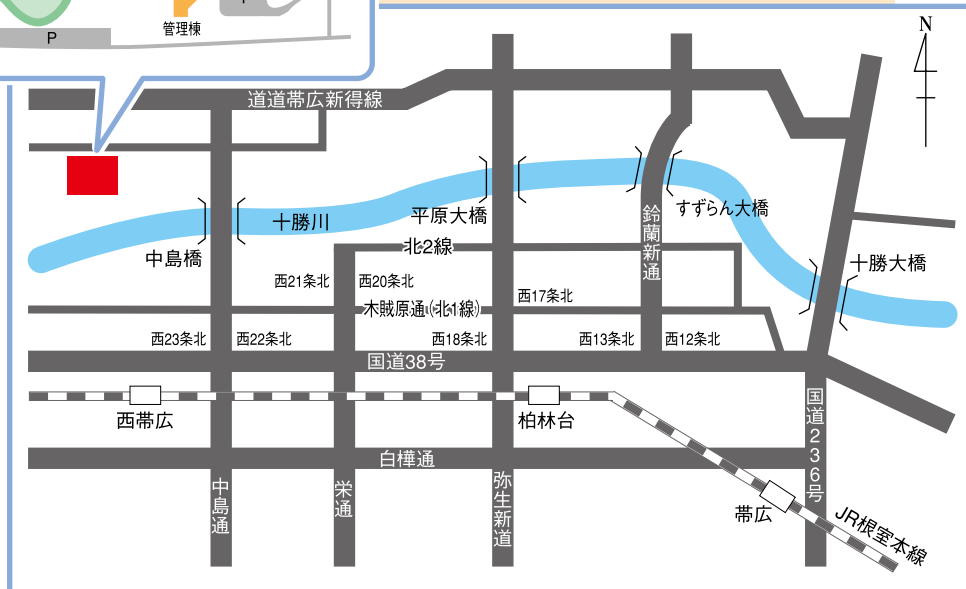 P
管理棟
N
道道帯広新得線
平原大橋
すずらん大橋
十勝川
中島橋
北2線
鈴蘭新通
十勝大橋
西21条北
西20条北
西17条北
木賊原通(北1線)
西23条北
西22条北
西18条北
西13条北
西12条北
国道38号
西帯広
柏林台
国道236号
白樺通
中島通
栄通
弥生新道
帯広
JR根室本線